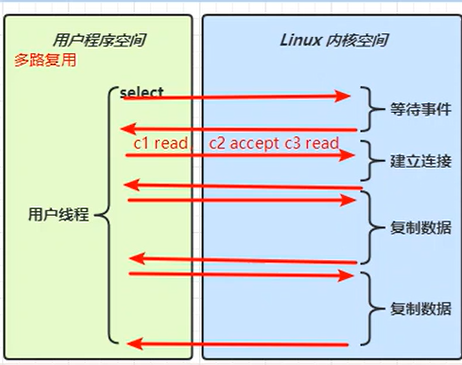 用户程序空间
Linux 内核空间
多路复用
select
等待事件
c1 read
c2 accept c3 read
建立连接
用户线程
复制数据
复制数据